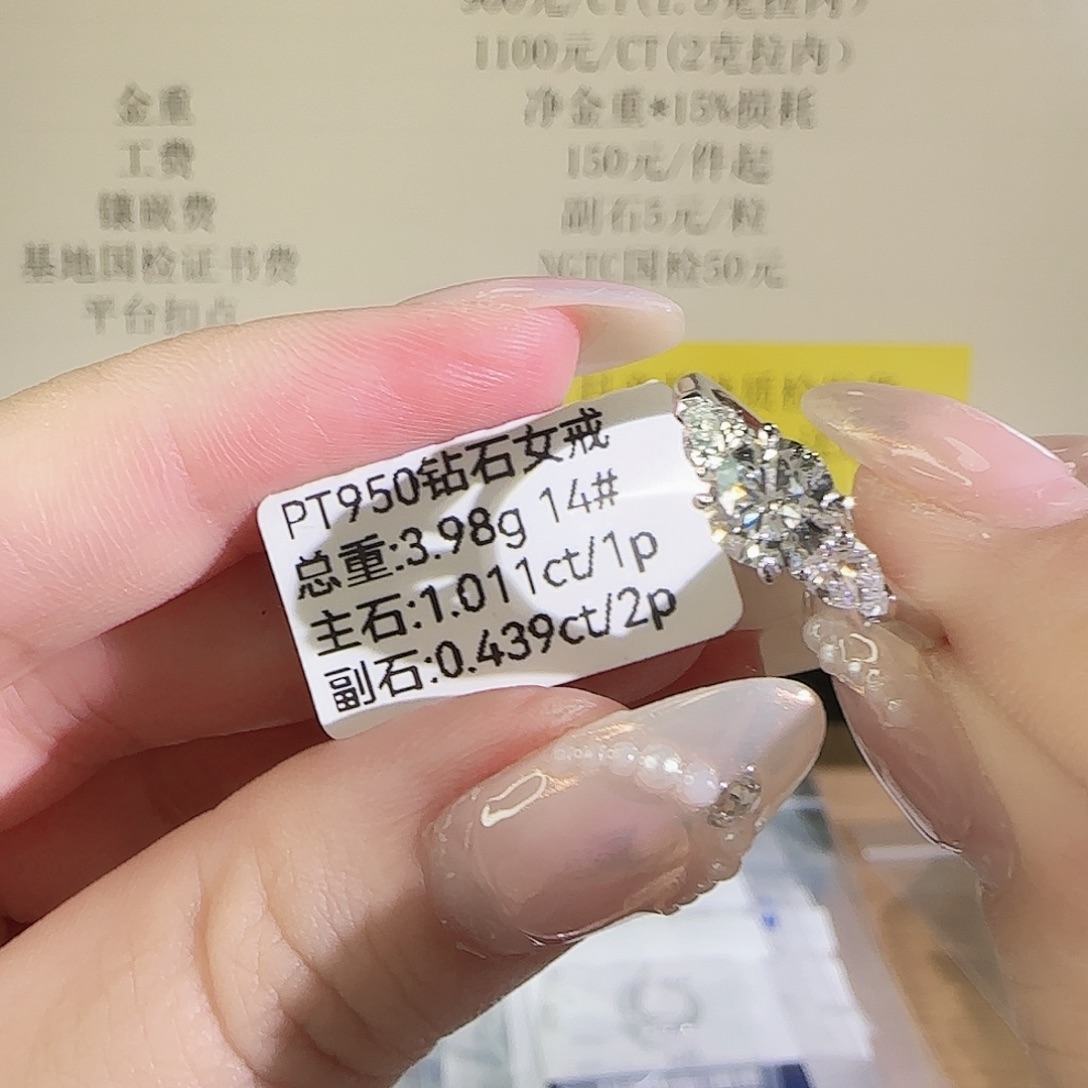 1100元/CT(2克拉内)
金重 净金重*15%损耗
工费 150元/件起
镶嵌费 副石5元/粒
基地国检证书费 NGTC国检50元
平台扣点
PT950钻石女戒
总重:3.98g 14#
主石:1.011ct/1p
副石:0.439ct/2p